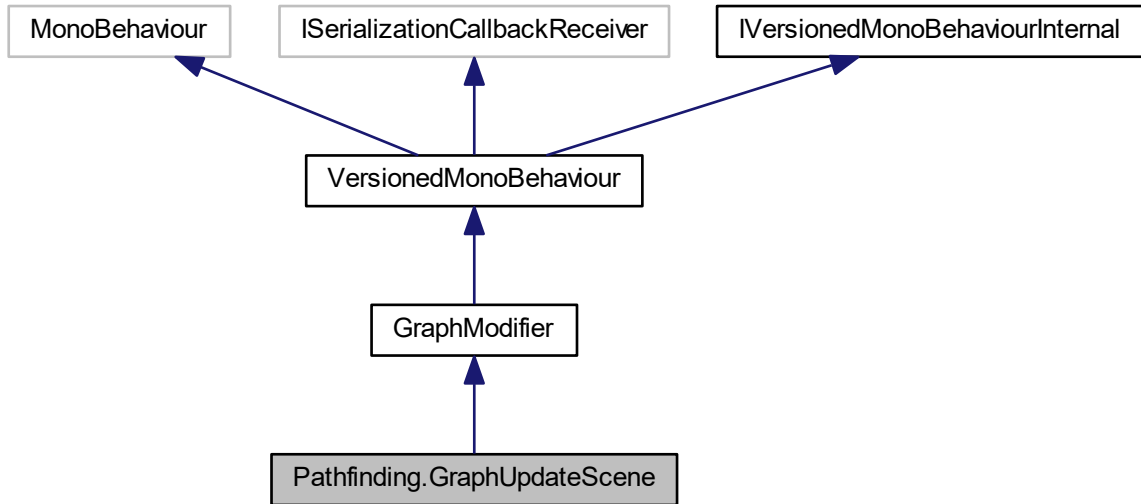 MonoBehaviour
ISerializationCallbackReceiver
IVersionedMonoBehaviourInternal
VersionedMonoBehaviour
GraphModifier
Pathfinding.GraphUpdateScene